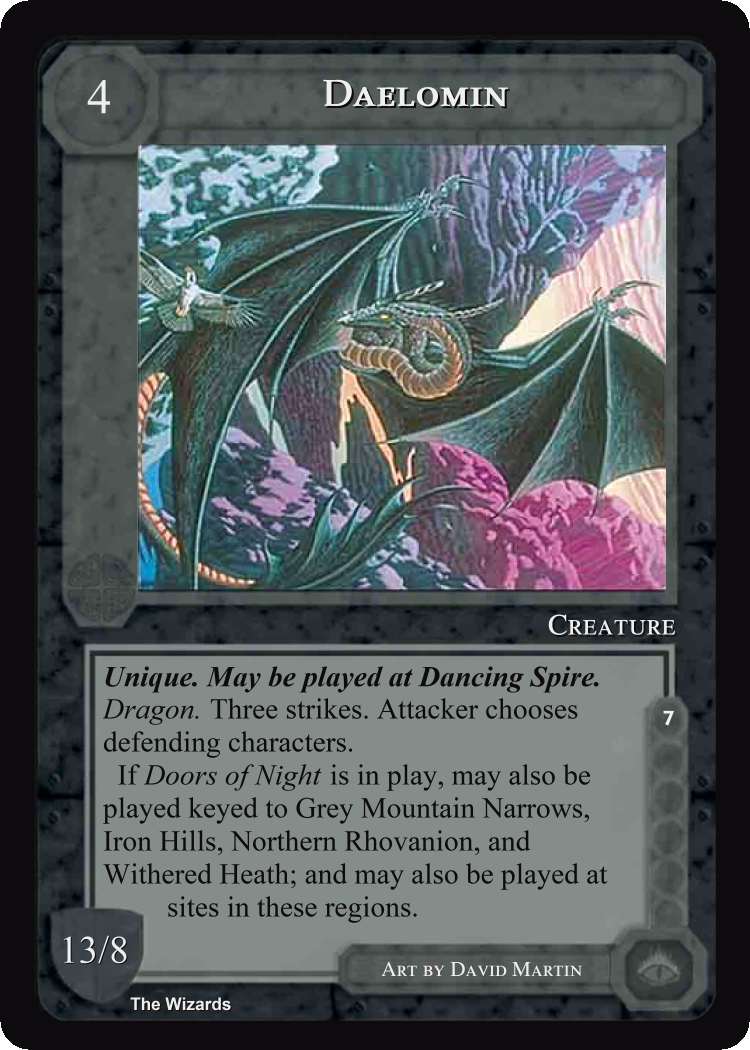 4
DAELOMIN
CREATURE
Unique. May be played at Dancing Spire.
Dragon. Three strikes. Attacker chooses
defending characters.
If Doors of Night is in play, may also be
played keyed to Grey Mountain Narrows,
Iron Hills, Northern Rhovanion, and
Withered Heath; and may also be played at
sites in these regions.
7
13/8
ART BY DAVID MARTIN
The Wizards